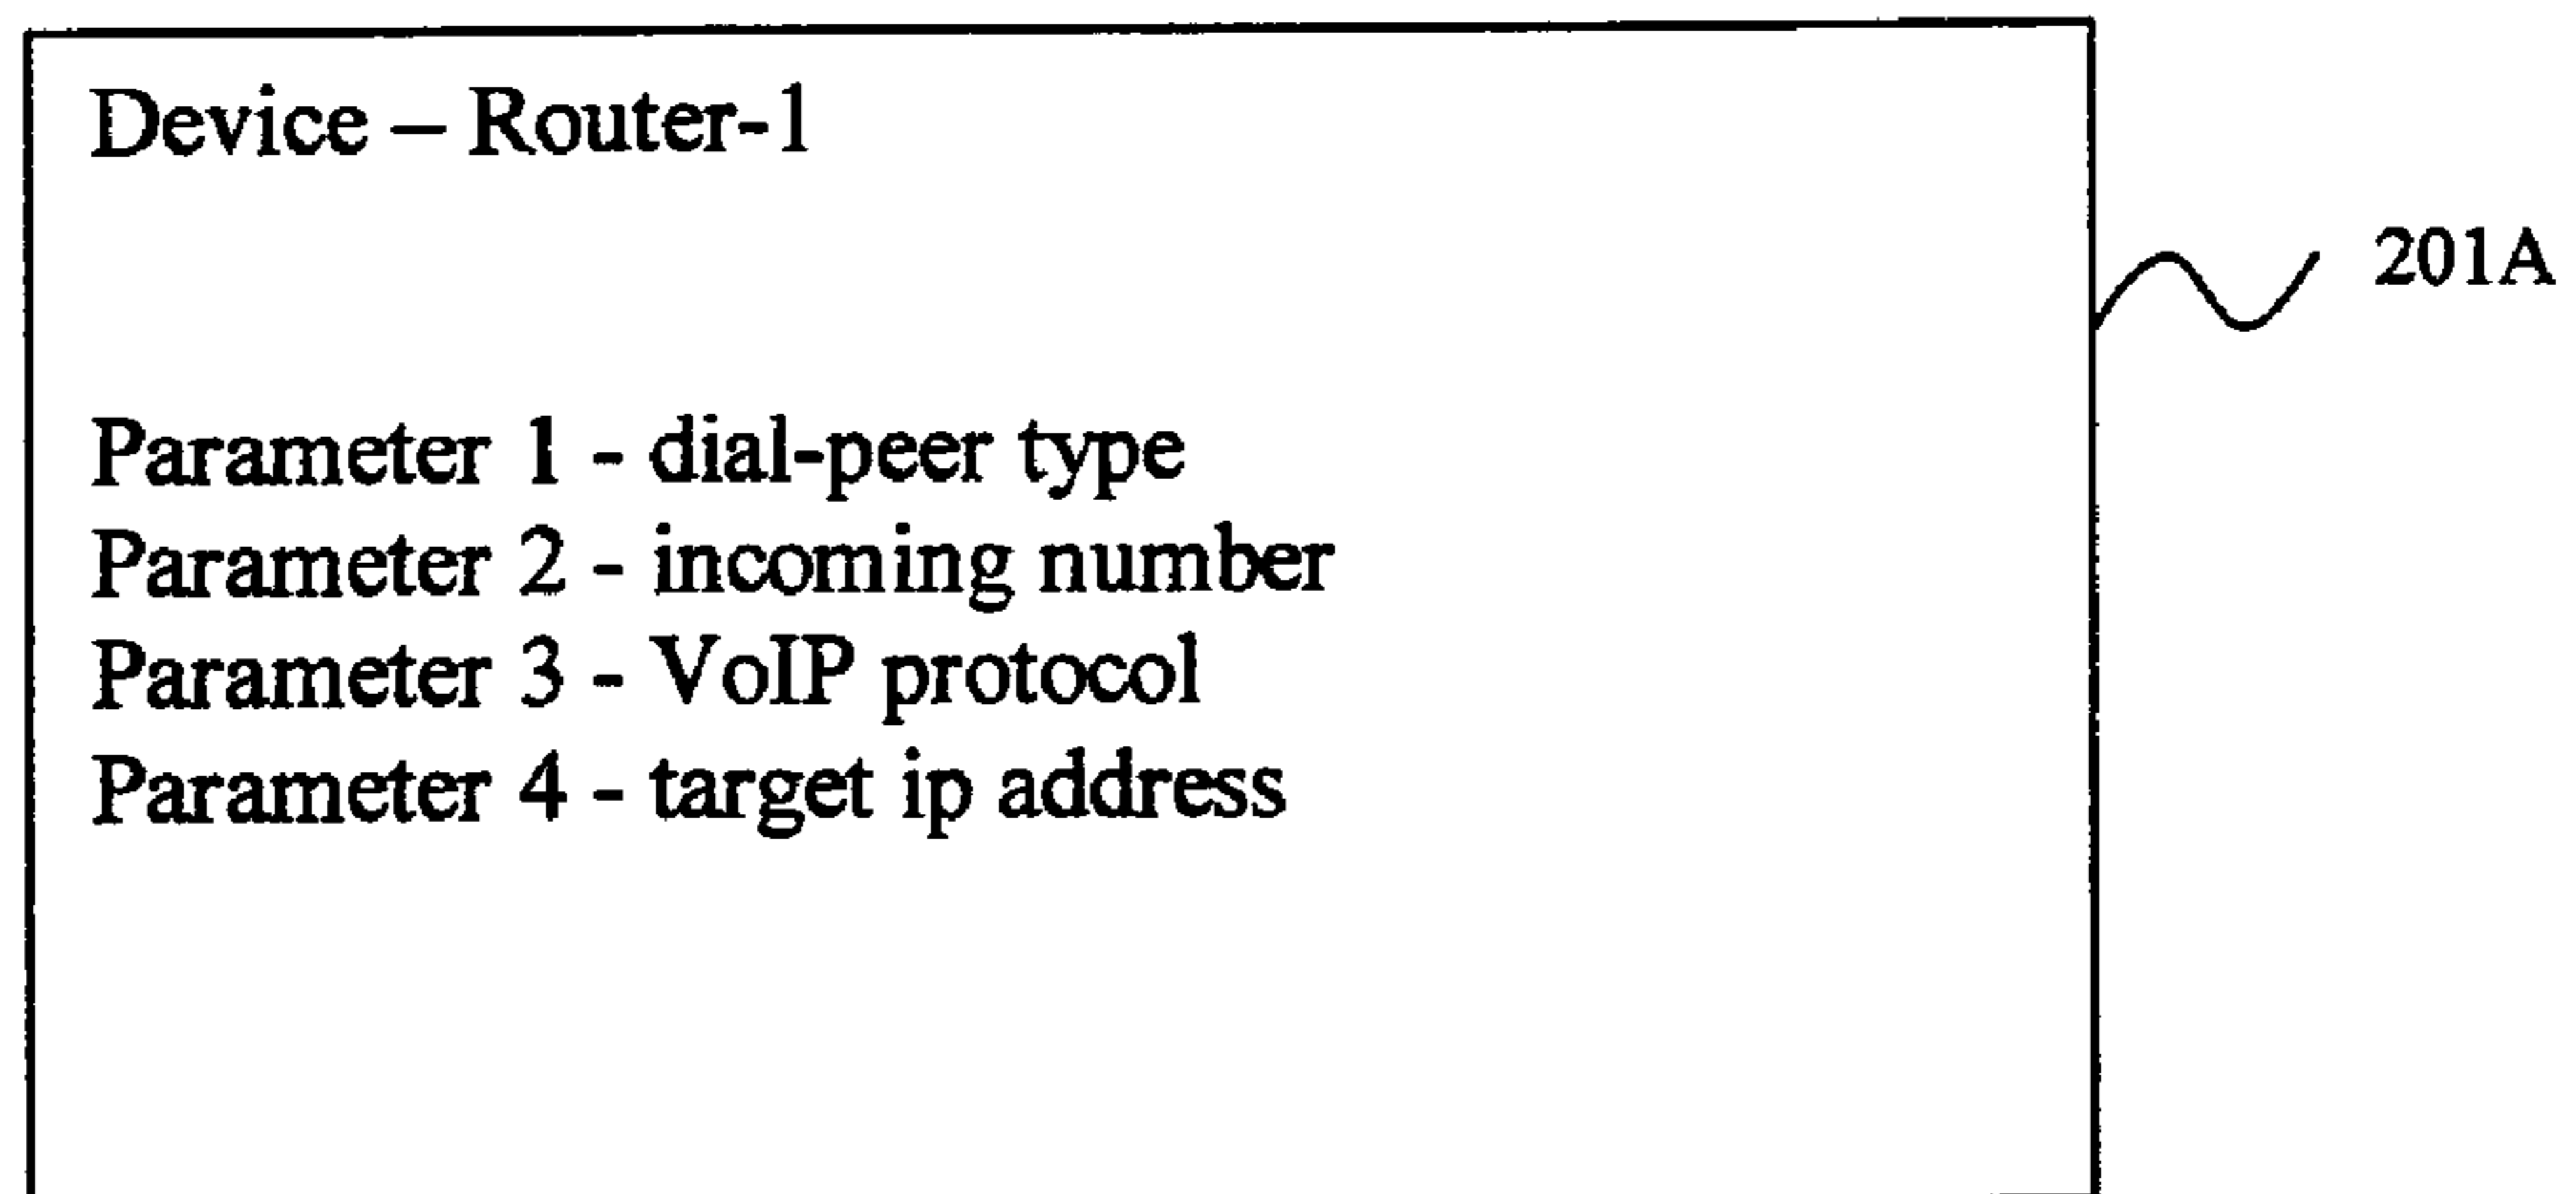 Device – Router-1
201A
Parameter 1 - dial-peer type
Parameter 2 - incoming number
Parameter 3 - VoIP protocol
Parameter 4 - target ip address